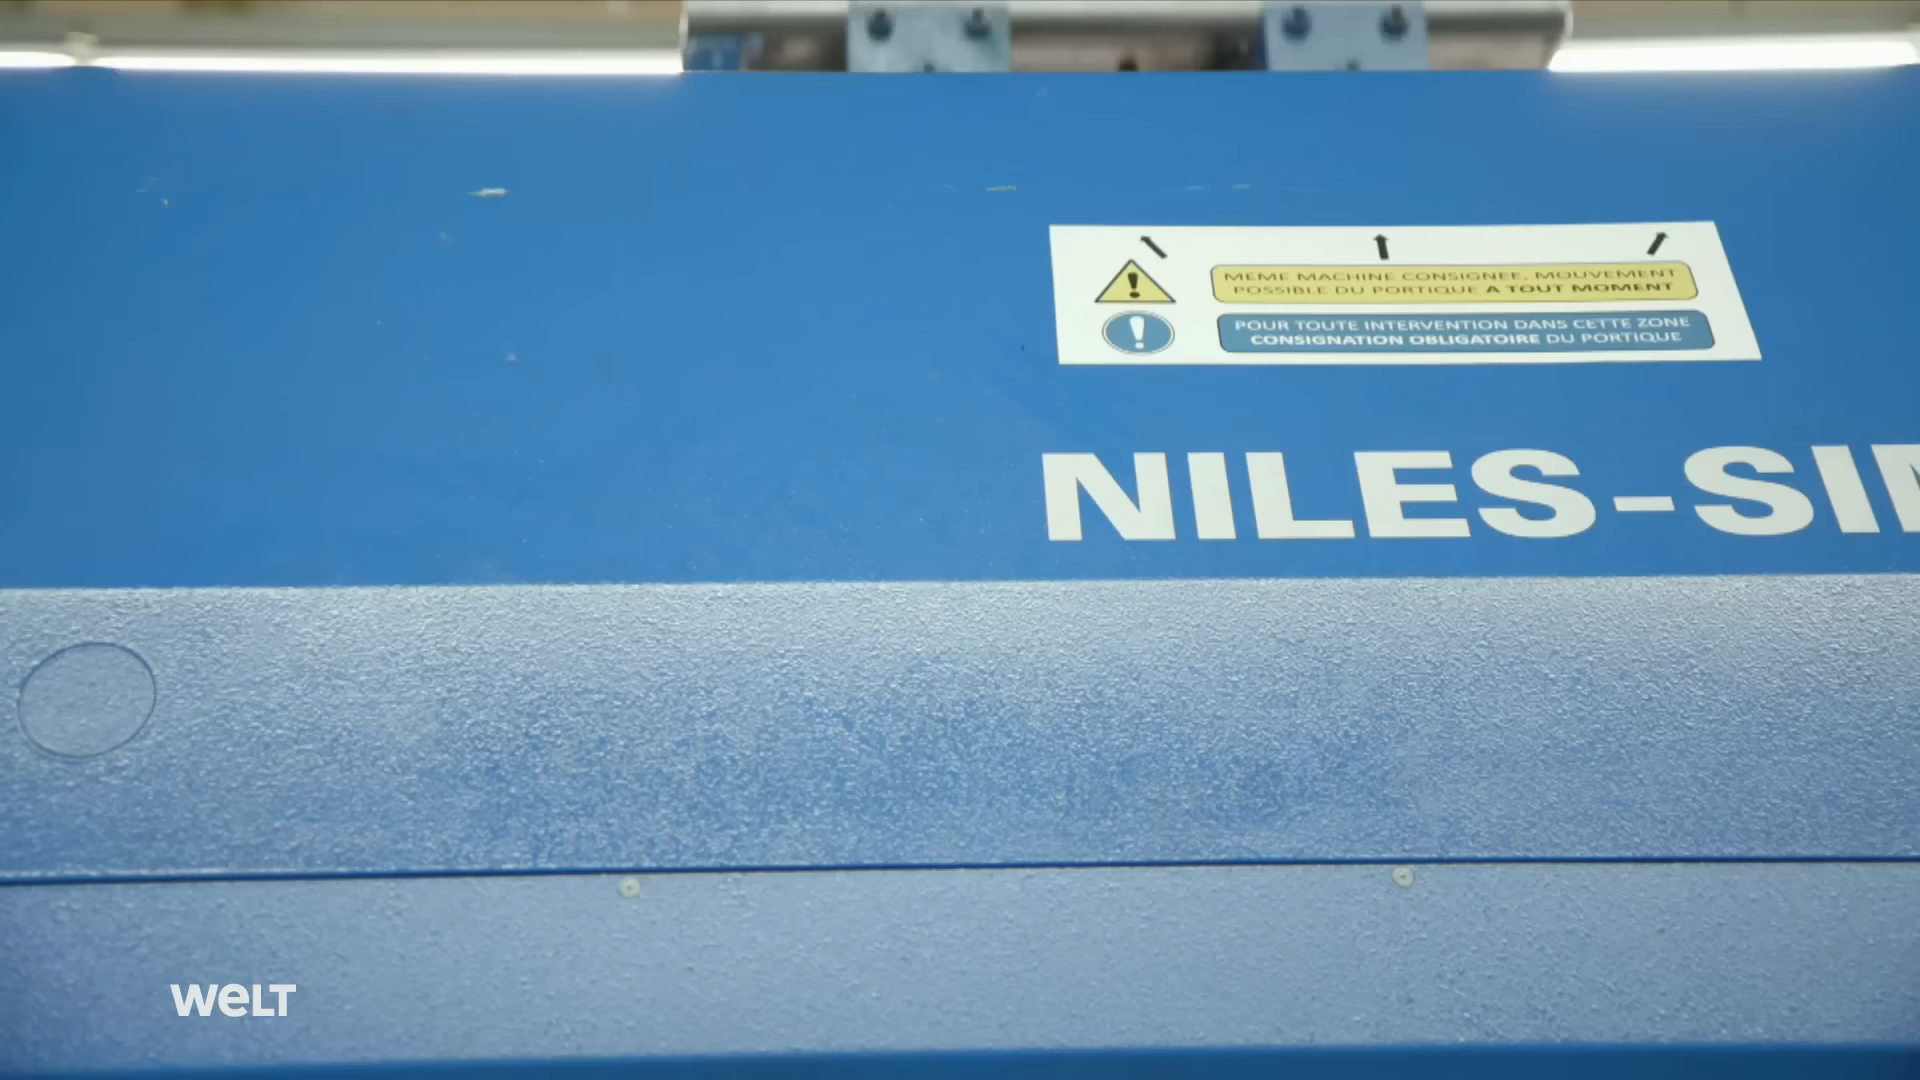 MEME MACHINE CONSIGNEE, MOUVEMENT
POSSIBLE DU PORTIQUE A TOUT MOMENT
POUR TOUTE INTERVENTION DANS CETTE ZONE
CONSIGNATION OBLIGATOIRE DU PORTIQUE
NILES-SI
WELT